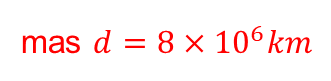 mas d = 8 × 10⁶ km